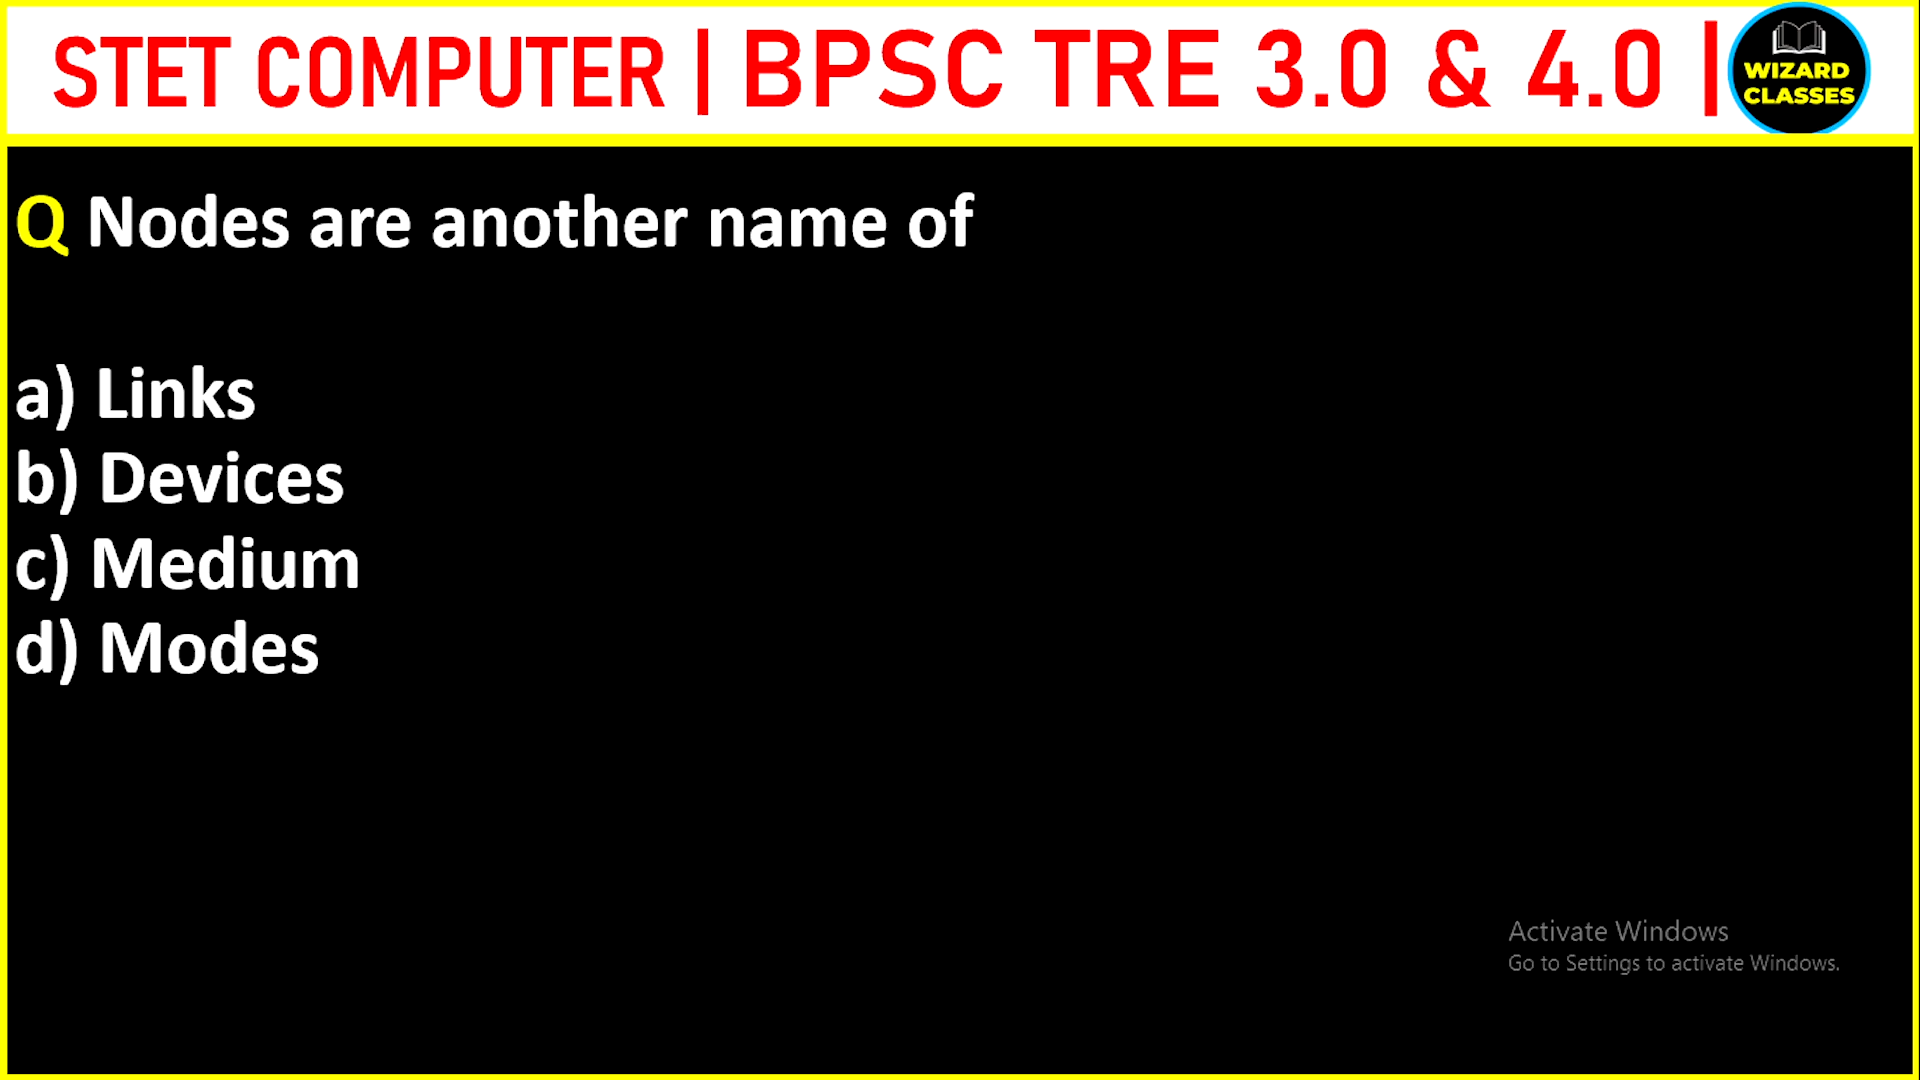 STET COMPUTER | BPSC TRE 3.0 & 4.0 |
WIZARD
CLASSES
Q Nodes are another name of
a) Links
b) Devices
c) Medium
d) Modes
Activate Windows
Go to Settings to activate Windows.